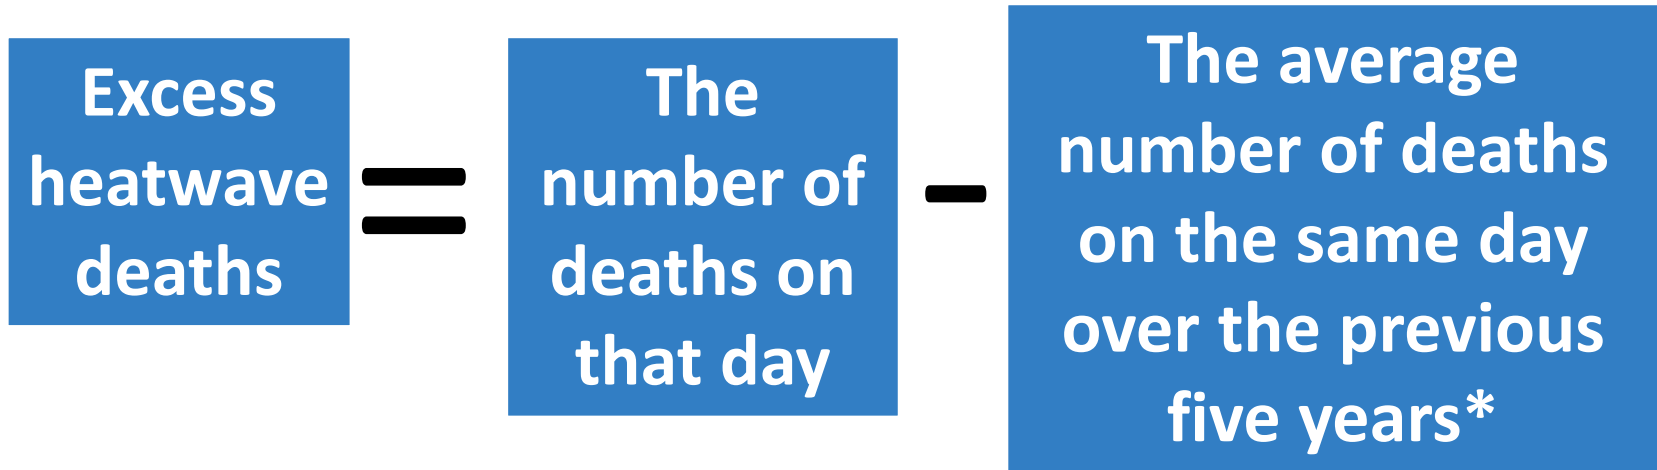 Excess
heatwave
deaths
=
The
number of
deaths on
that day
-
The average
number of deaths
on the same day
over the previous
five years*